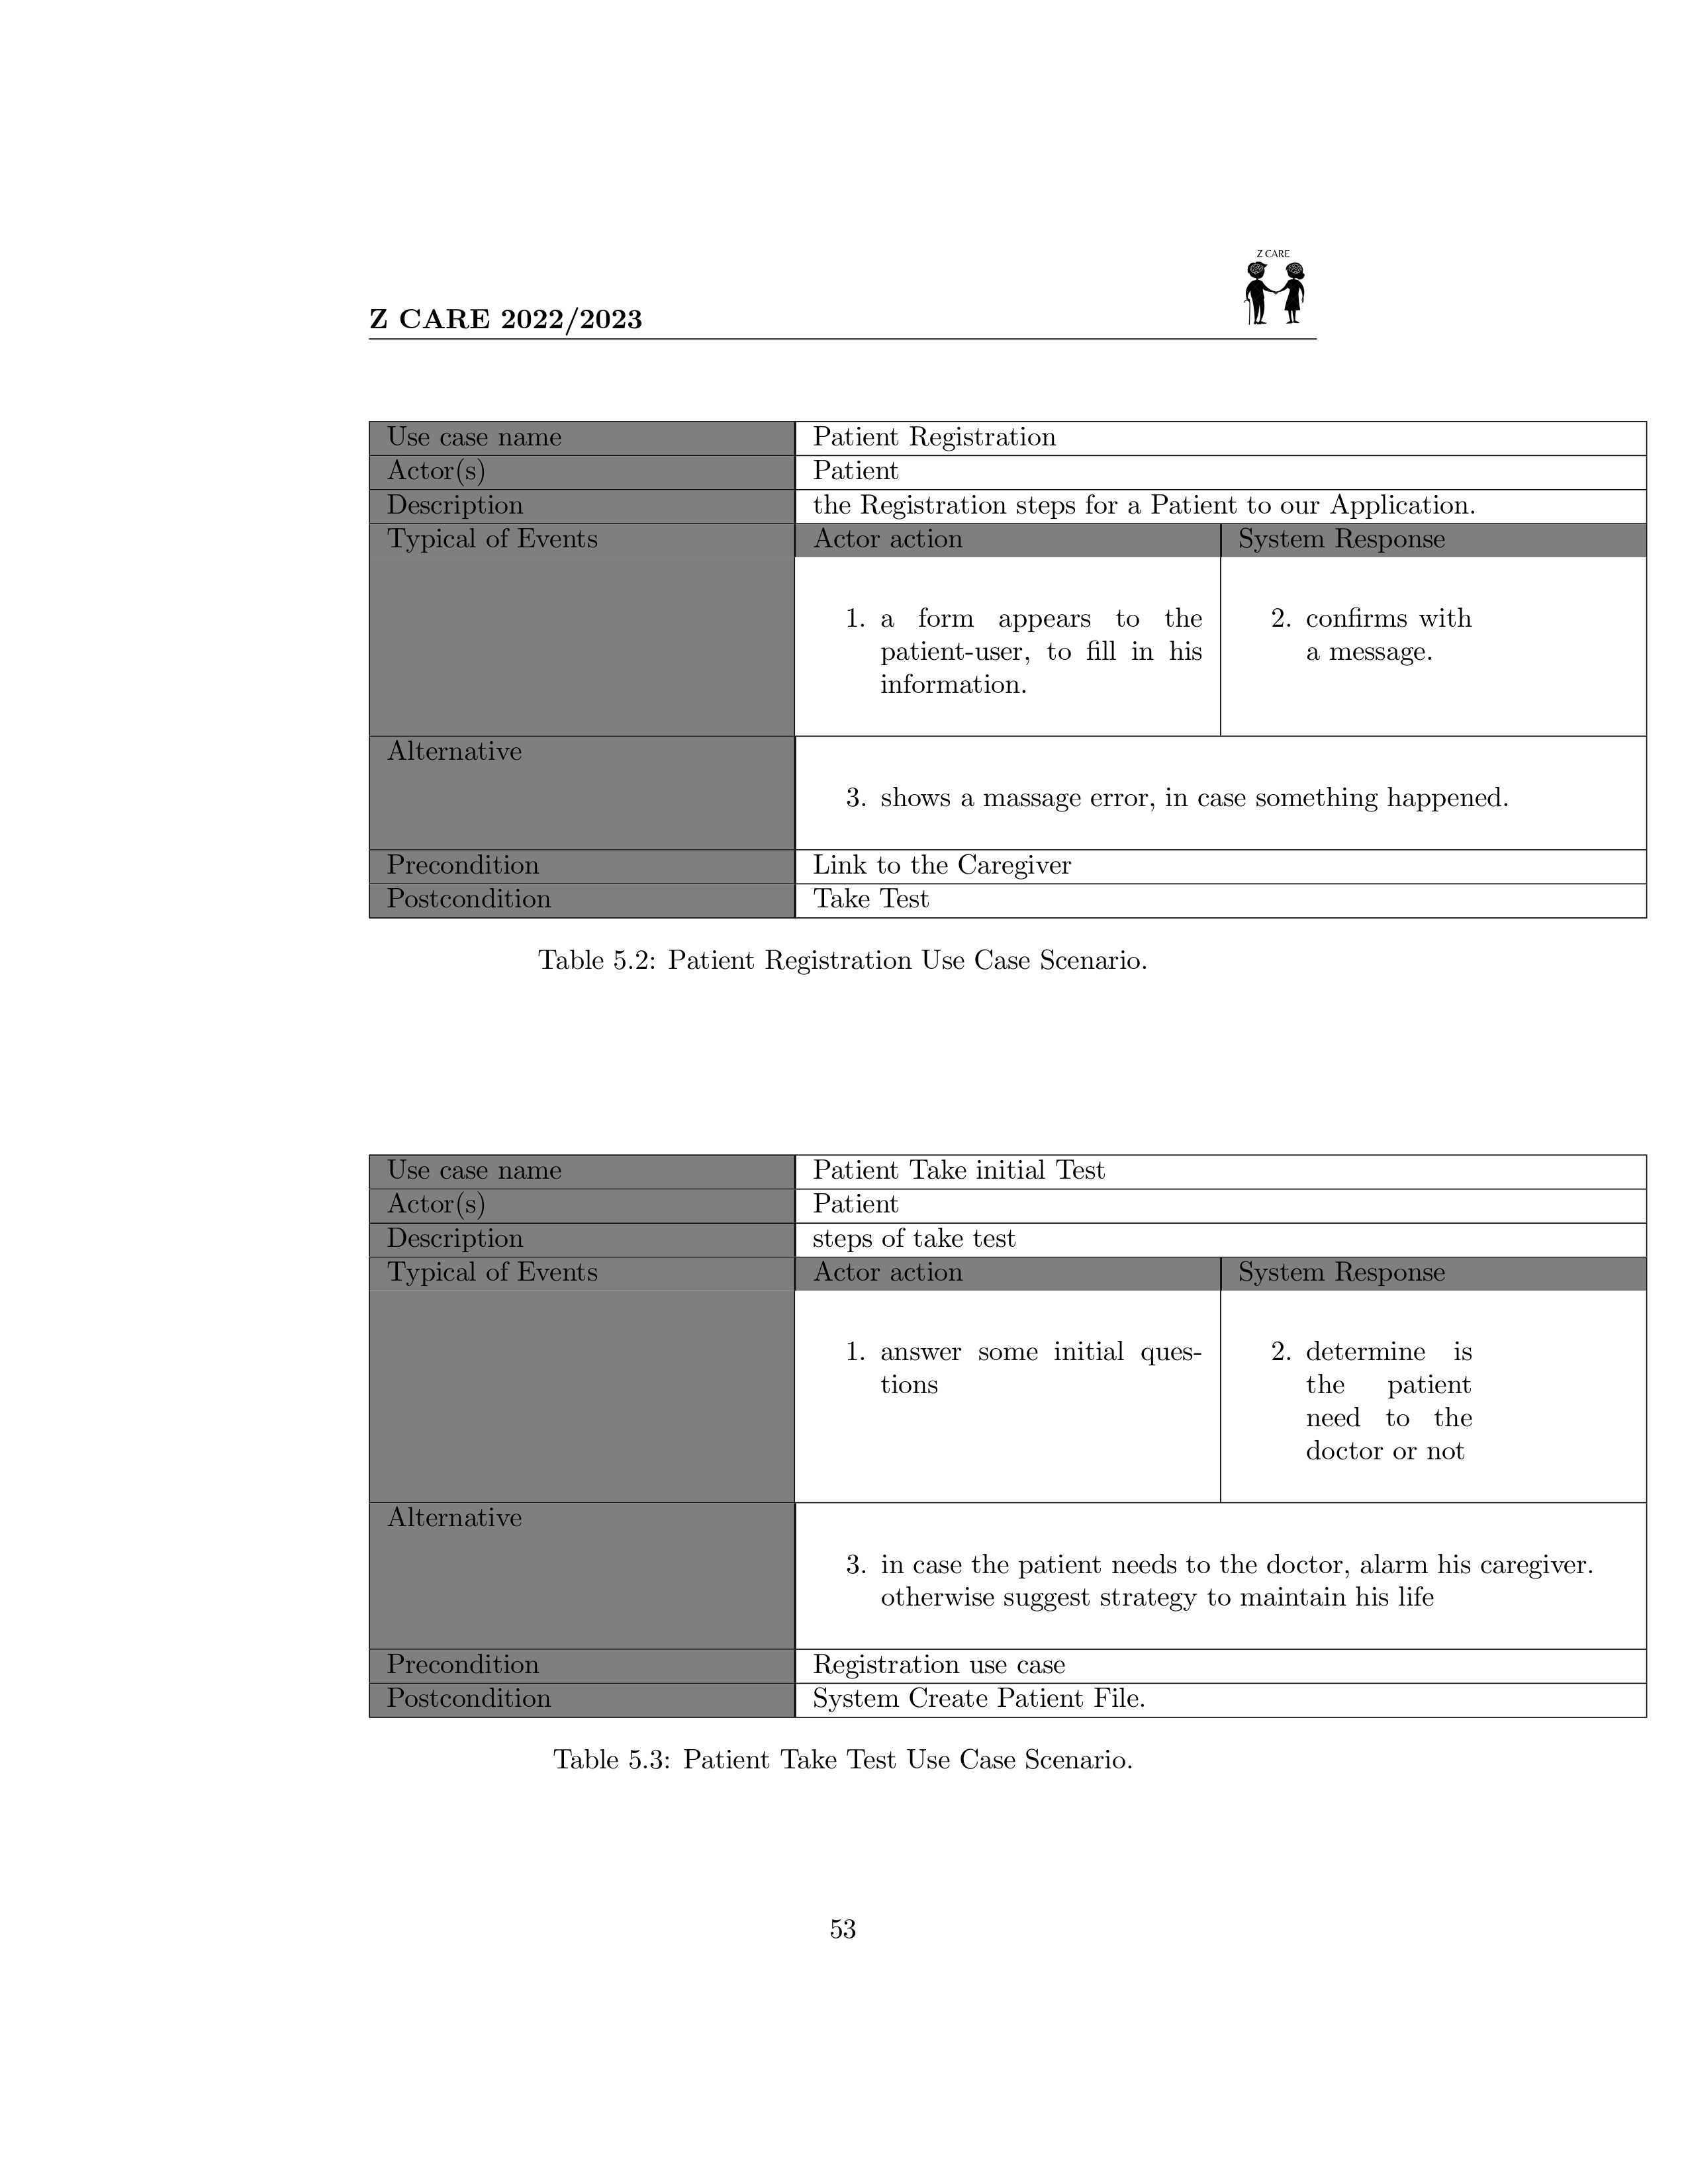 Z CARE
Z CARE 2022/2023
Use case name Patient Registration
Actor(s) Patient
Description the Registration steps for a Patient to our Application.
Typical of Events Actor action System Response
1. a form appears to the
patient-user, to fill in his
information.
2. confirms with
a message.
Alternative
3. shows a massage error, in case something happened.
Precondition Link to the Caregiver
Postcondition Take Test
Table 5.2: Patient Registration Use Case Scenario.
Use case name Patient Take initial Test
Actor(s) Patient
Description steps of take test
Typical of Events Actor action System Response
1. answer some initial ques-
tions
2. determine is
the patient
need to the
doctor or not
Alternative
3. in case the patient needs to the doctor, alarm his caregiver.
otherwise suggest strategy to maintain his life
Precondition Registration use case
Postcondition System Create Patient File.
Table 5.3: Patient Take Test Use Case Scenario.
53